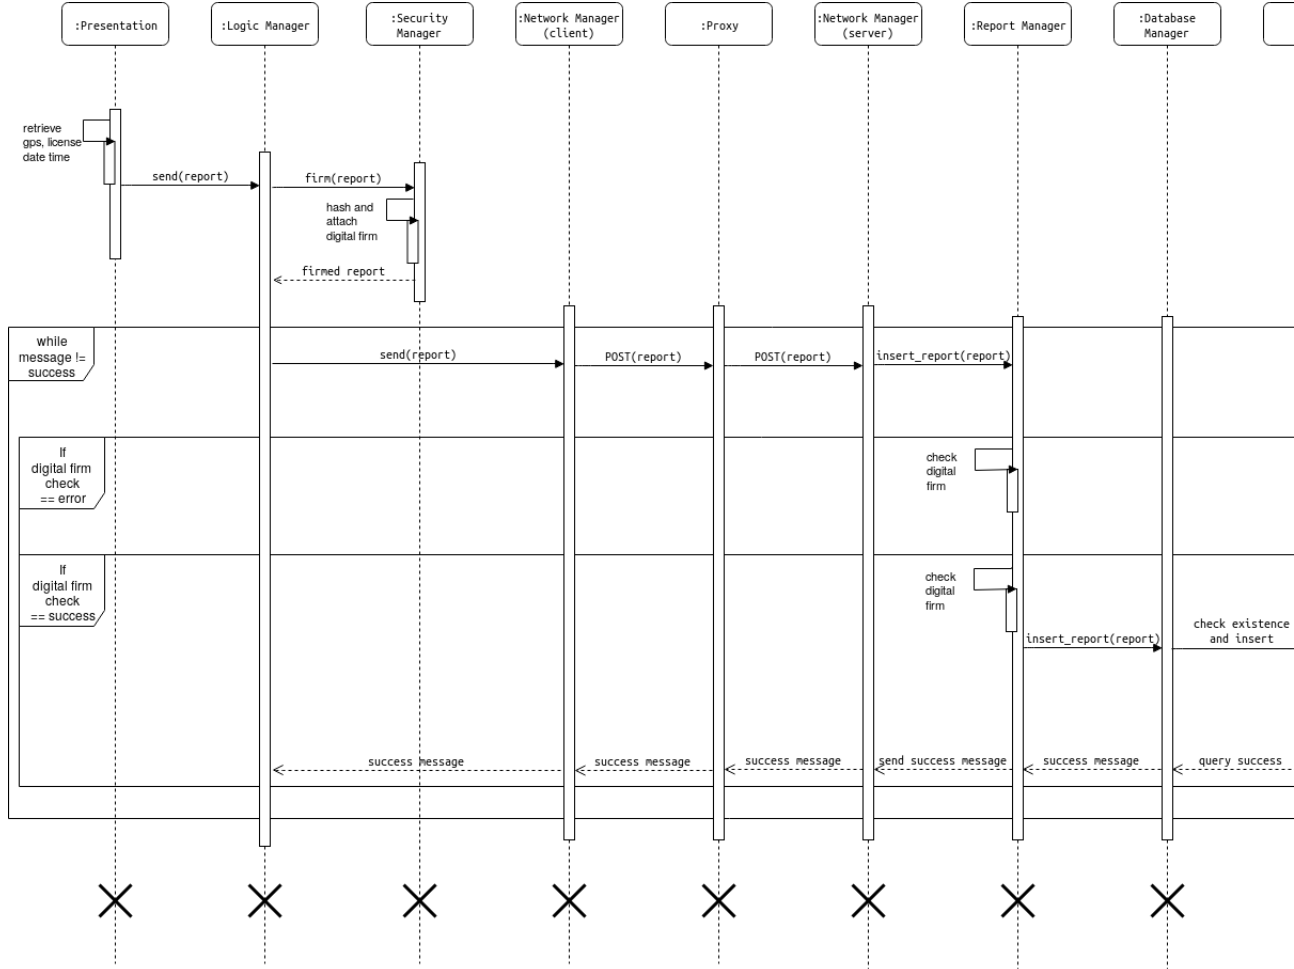 :Presentation
:Logic Manager
:Security
Manager
:Network Manager
(client)
:Proxy
:Network Manager
(server)
:Report Manager
:Database
Manager
retrieve
gps, license
date time
send(report)
firm(report)
hash and
attach
digital firm
firmed report
while
message !=
success
send(report)
POST(report)
POST(report)
insert_report(report)
If
digital firm
check
== error
check
digital
firm
If
digital firm
check
== success
check
digital
firm
insert_report(report)
check existence
and insert
success message
success message
success message
send success message
success message
query success